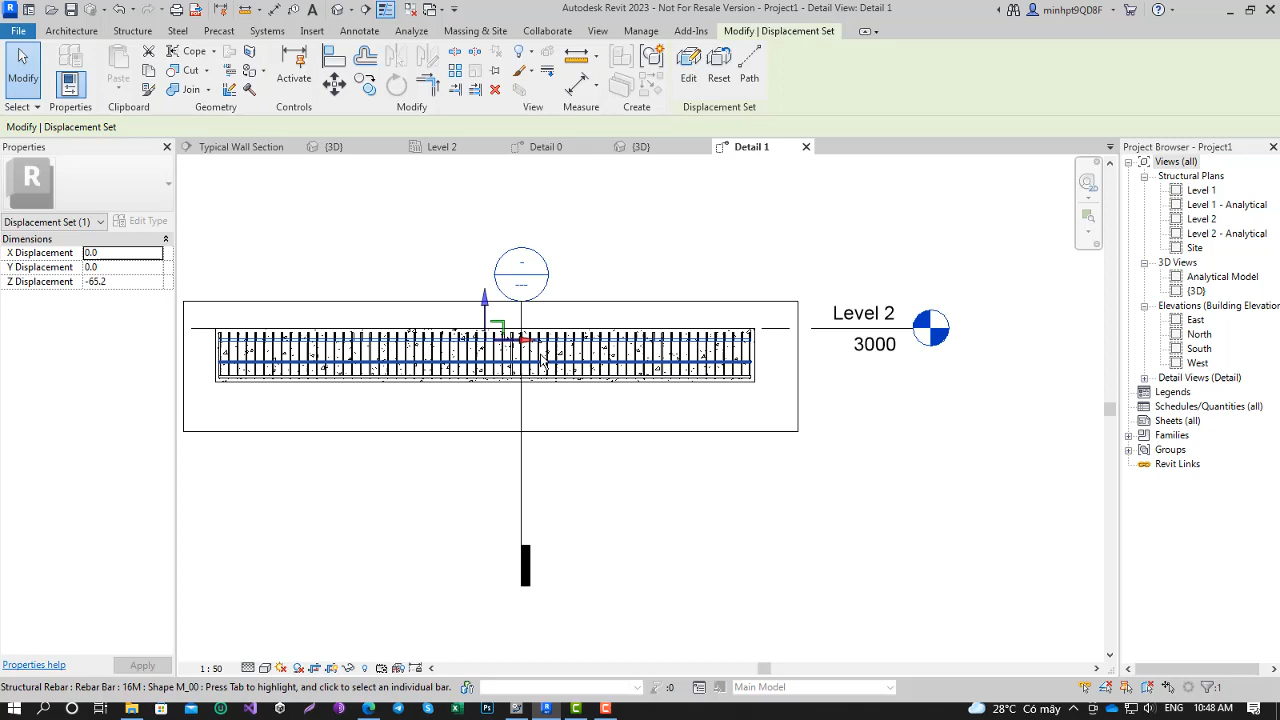 Autodesk Revit 2023 - Not For Resale Version - Project1 - Detail View: Detail 1
minhpt90D8F
File Architecture Structure Steel Precast Systems Insert Annotate Analyze Massing & Site Collaborate View Manage Add-Ins Modify | Displacement Set
Modify
Paste
Cope
Cut
Join
Activate
Edit Reset Path
Select Properties Clipboard Geometry Controls Modify View Measure Create Displacement Set
Modify | Displacement Set
Properties
Typical Wall Section {3D} Level 2 Detail 0 {3D} Detail 1
Project Browser - Project1
R
Displacement Set (1) Edit Type
Dimensions
X Displacement 0.0
Y Displacement 0.0
Z Displacement -65.2
Level 2
3000
-
---
Views (all)
Structural Plans
Level 1
Level 1 - Analytical
Level 2
Level 2 - Analytical
Site
3D Views
Analytical Model
{3D}
Elevations (Building Elevation
East
North
South
West
Detail Views (Detail)
Legends
Schedules/Quantities (all)
Sheets (all)
Families
Groups
Revit Links
Properties help Apply
1 : 50
Structural Rebar : Rebar Bar : 16M : Shape M_00 : Press Tab to highlight, and click to select an individual bar.
:0
Main Model
:1
28°C Có mây
10:48 AM